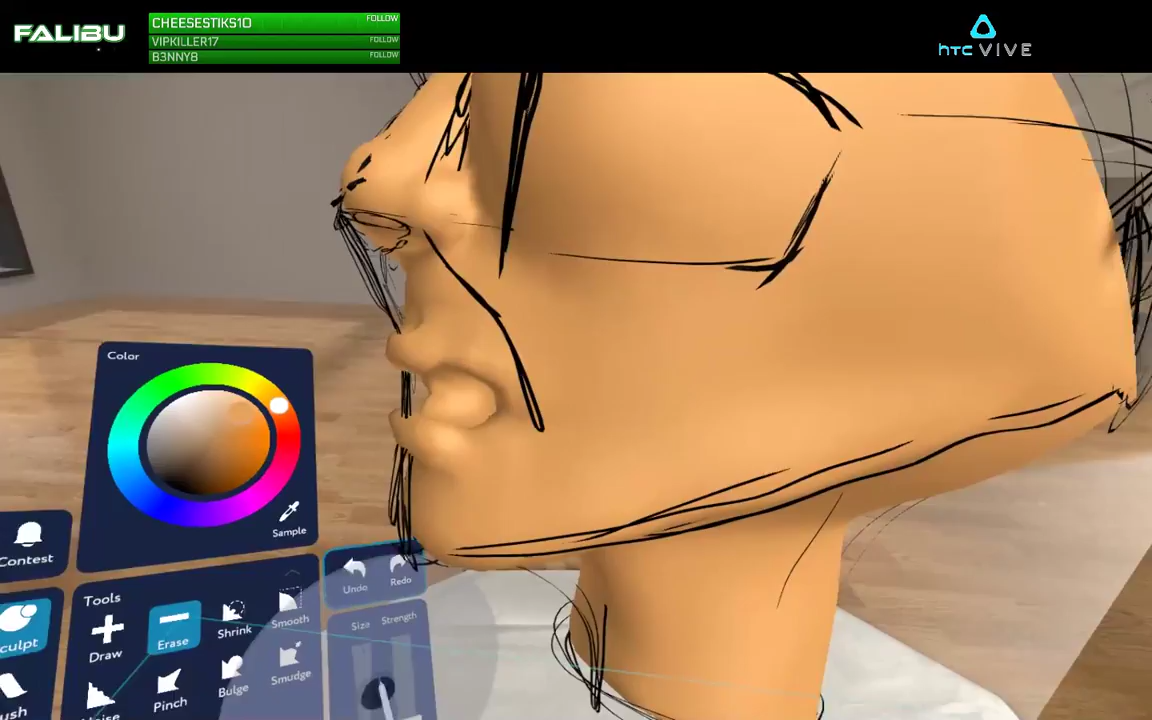 FALIBU
CHEESESTIKS10 FOLLOW
VIPKILLER17 FOLLOW
B3NNY8 FOLLOW
htc VIVE
Color
Sample
Contest
Tools
Undo
Redo
Draw
Erase
Shrink
Smooth
Size
Strength
Pinch
Bulge
Smudge